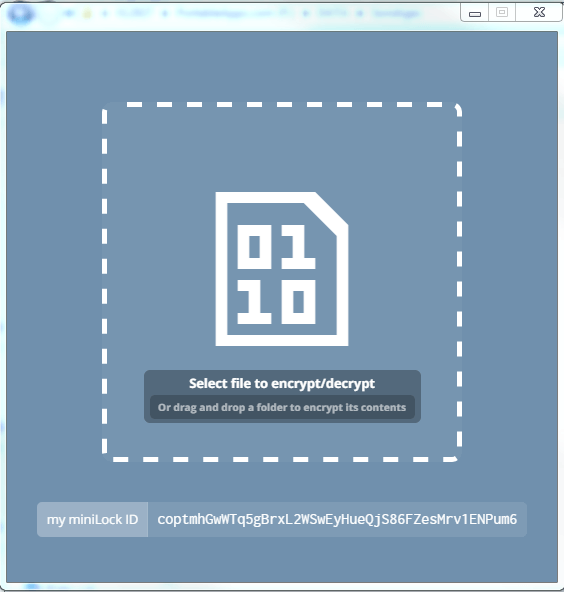 01
10
Select file to encrypt/decrypt
Or drag and drop a folder to encrypt its contents
my miniLock ID
coptmhGwWTq5gBrxL2WSwEyHueQjS86FZesMrv1ENPum6